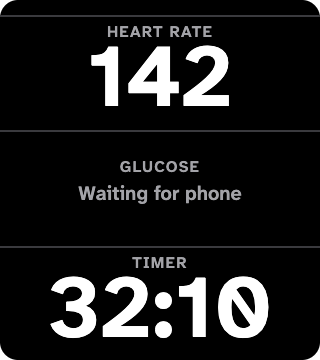 HEART RATE
142
GLUCOSE
Waiting for phone
TIMER
32:10